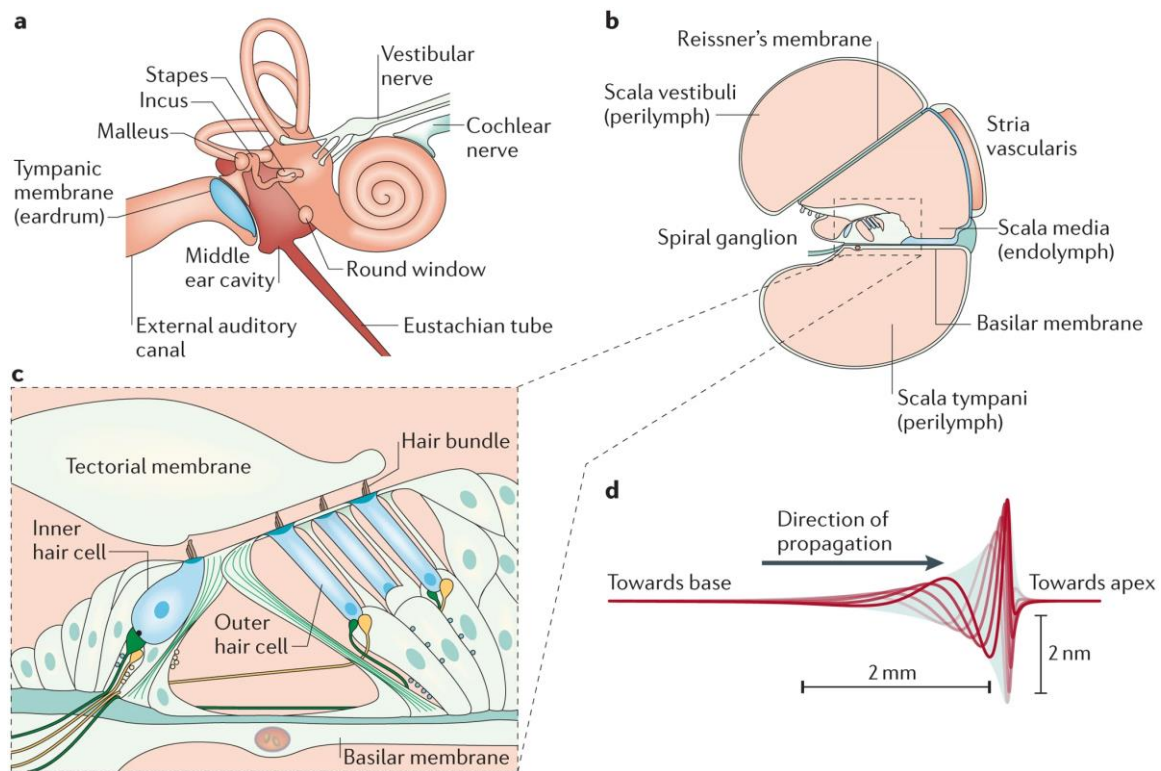 a
Stapes
Incus
Malleus
Tympanic
membrane
(eardrum)
Vestibular
nerve
Cochlear
nerve
Middle
ear cavity
Round window
External auditory
canal
Eustachian tube
b
Reissner's membrane
Scala vestibuli
(perilymph)
Stria
vascularis
Spiral ganglion
Scala media
(endolymph)
Basilar membrane
Scala tympani
(perilymph)
c
Tectorial membrane
Hair bundle
Inner
hair cell
Outer
hair cell
Basilar membrane
d
Direction of
propagation
Towards base
Towards apex
2 mm
2 nm